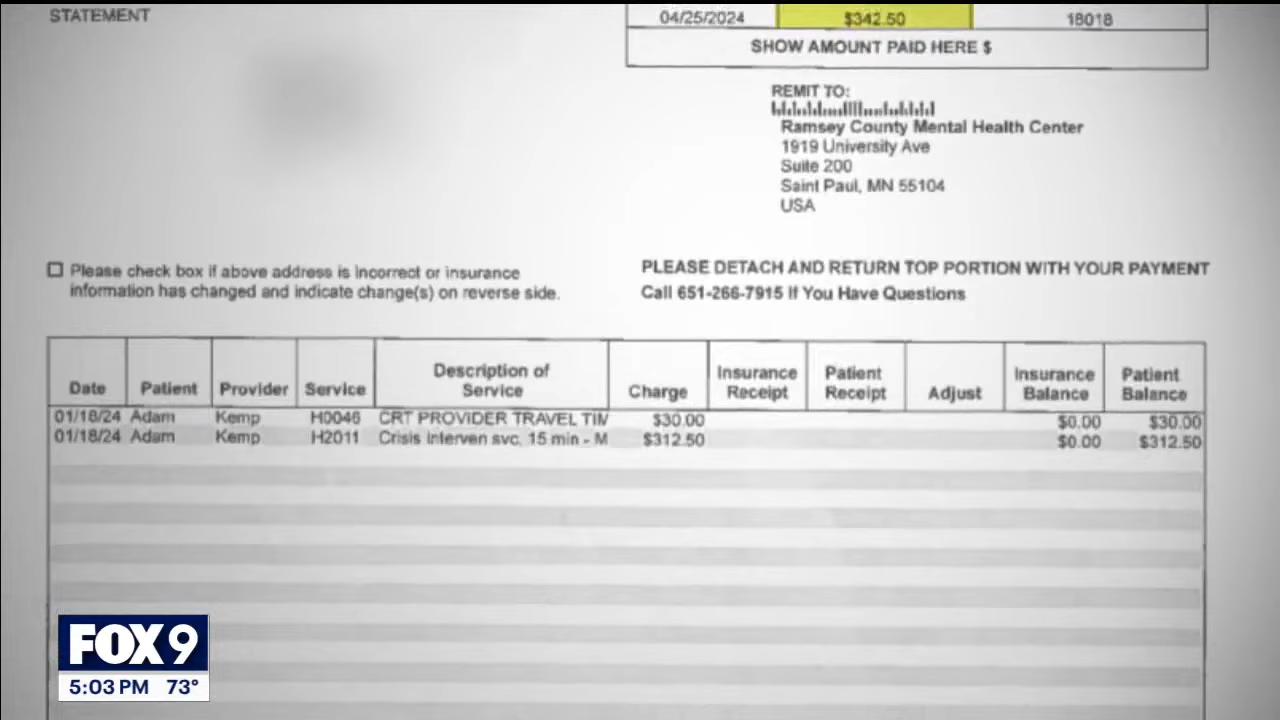 STATEMENT
04/25/2024 $342.50 18018
SHOW AMOUNT PAID HERE $
REMIT TO:
Ramsey County Mental Health Center
1919 University Ave
Suite 200
Saint Paul, MN 55104
USA
Please check box if above address is incorrect or insurance
information has changed and indicate change(s) on reverse side.
PLEASE DETACH AND RETURN TOP PORTION WITH YOUR PAYMENT
Call 651-266-7915 If You Have Questions
Date Patient Provider Service Description of Service Charge Insurance Receipt Patient Receipt Adjust Insurance Balance Patient Balance
01/18/24 Adam Kemp H0046 CRT PROVIDER TRAVEL TIM $30.00 $0.00 $30.00
01/18/24 Adam Kemp H2011 Crisis Interven svc, 15 min - M $312.50 $0.00 $312.50
FOX 9
5:03 PM 73°